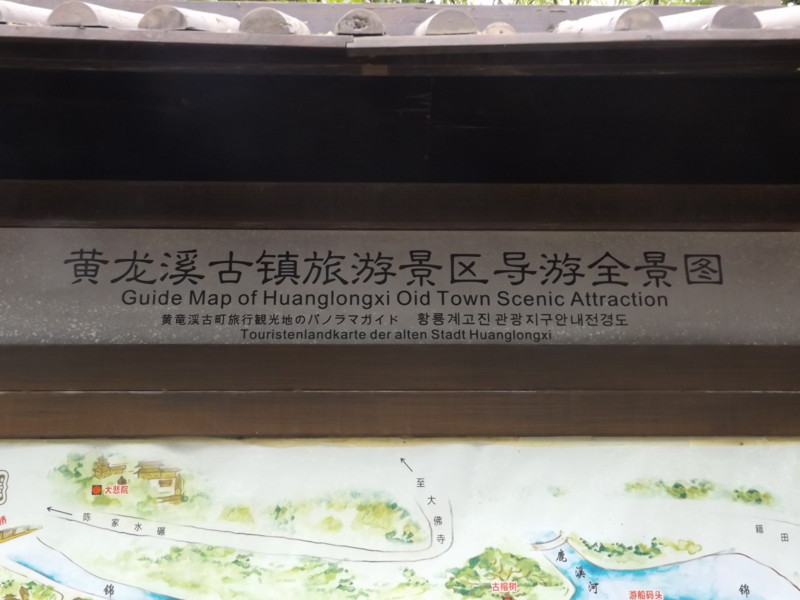 黄龙溪古镇旅游景区导游全景图
Guide Map of Huanglongxi Oid Town Scenic Attraction
黄竜渓古町旅行観光地のパノラマガイド 황룡계고진관광지구안내전경도
Touristenlandkarte der alten Stadt Huanglongxi
大悲院
至大佛寺
陈家水碾
籍田
鹿溪河
古榕树
游船码头
锦
锦